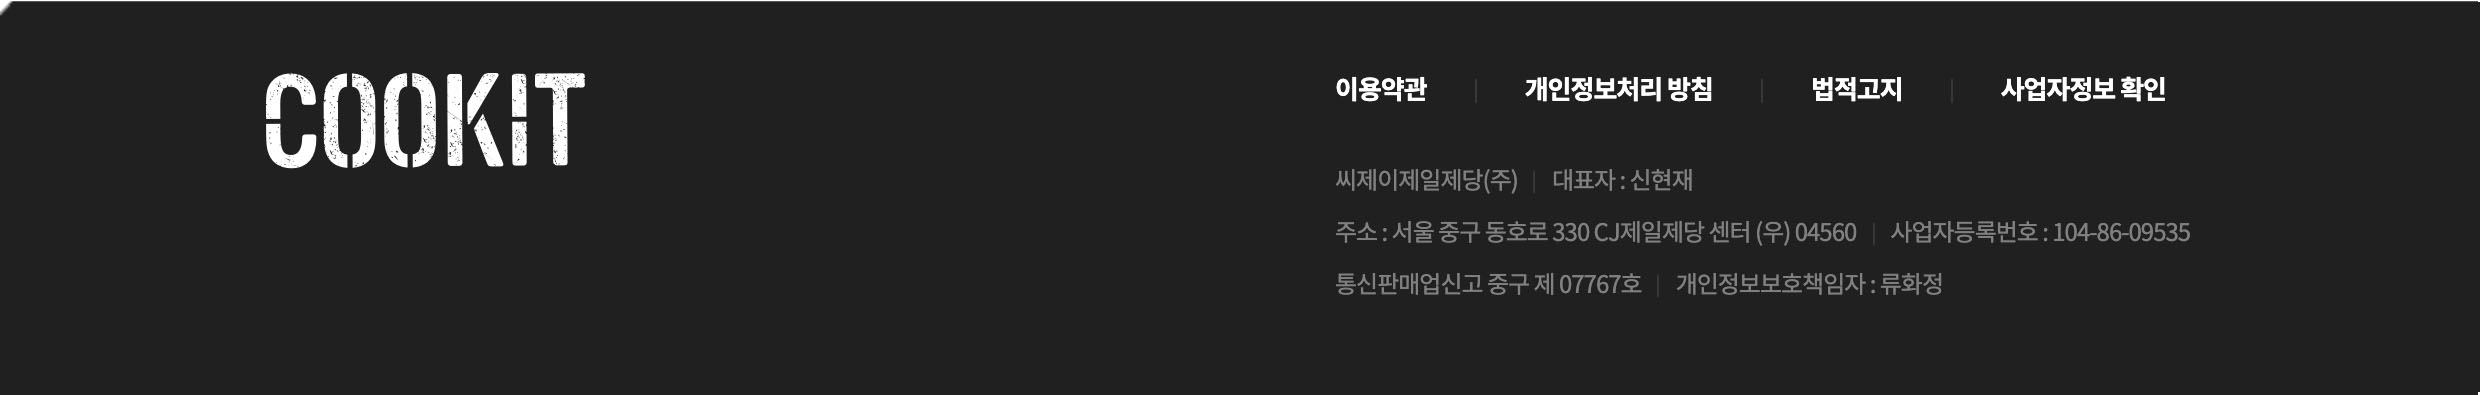 COOKIT
이용약관 | 개인정보처리 방침 | 법적고지 | 사업자정보 확인
씨제이제일제당(주) | 대표자 : 신현재
주소 : 서울 중구 동호로 330 CJ제일제당 센터 (우) 04560 | 사업자등록번호 : 104-86-09535
통신판매업신고 중구 제 07767호 | 개인정보보호책임자 : 류화정